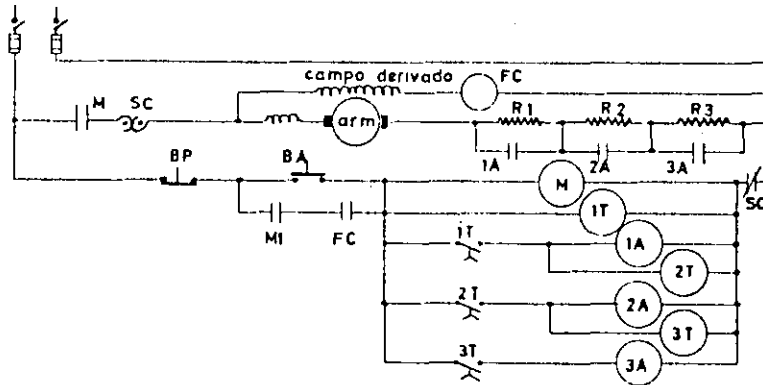 campo derivado FC
M SC arm R1 R2 R3
1A 2A 3A
BP BA
M SC
M1 FC 1T
1T 1A
2T
2T 2A
3T
3T 3A